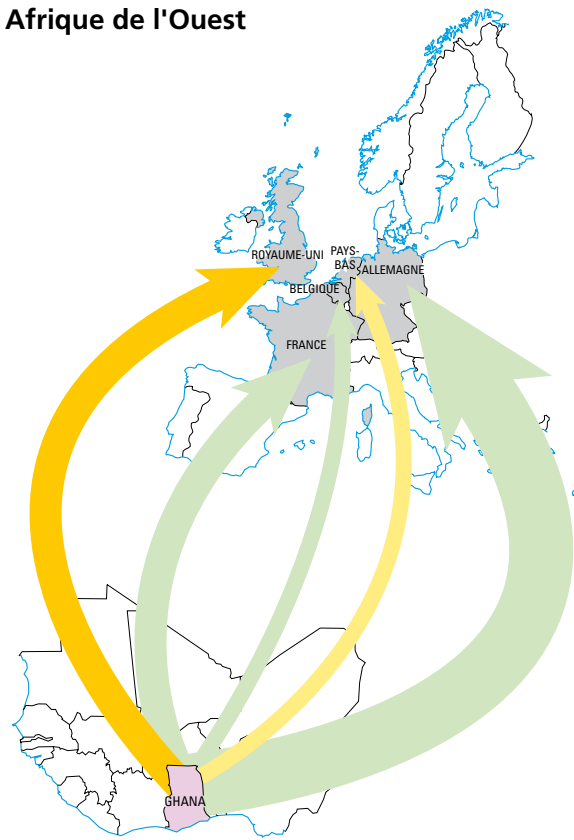 Afrique de l'Ouest
ROYAUME-UNI
PAYS-
BAS
ALLEMAGNE
BELGIQUE
FRANCE
GHANA